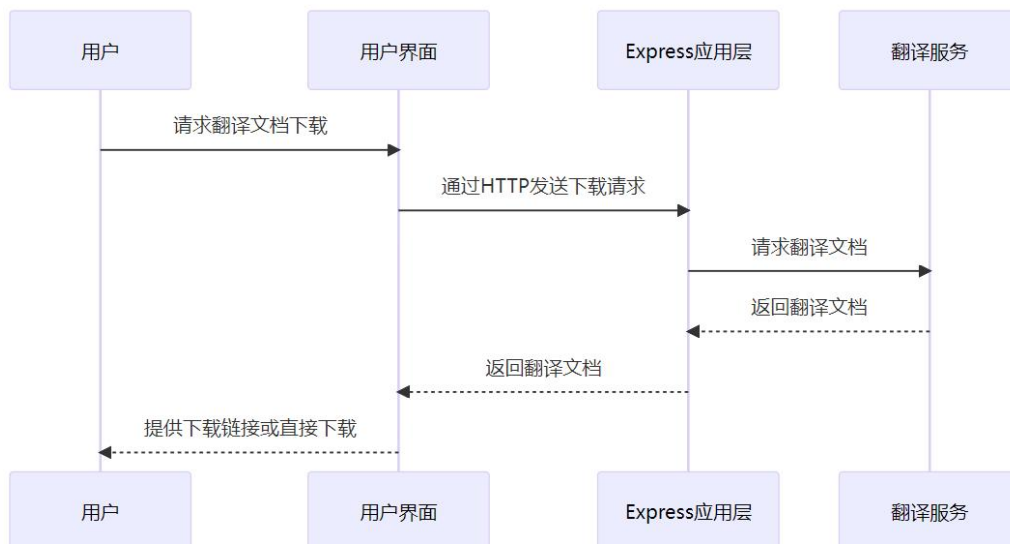 用户
用户界面
Express应用层
翻译服务
请求翻译文档下载
通过HTTP发送下载请求
请求翻译文档
返回翻译文档
返回翻译文档
提供下载链接或直接下载
用户
用户界面
Express应用层
翻译服务